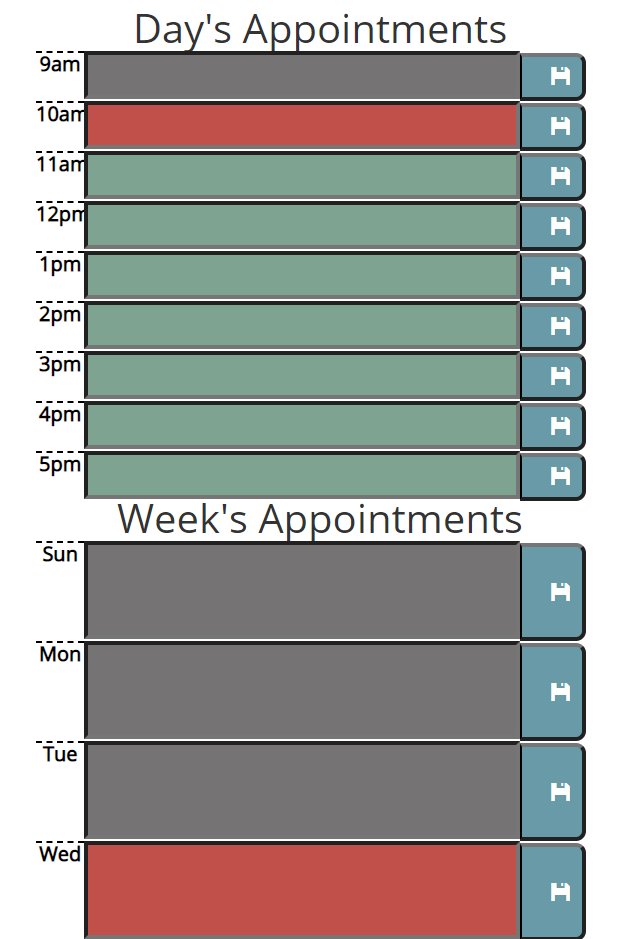 Day's Appointments
9am
10am
11am
12pm
1pm
2pm
3pm
4pm
5pm
Week's Appointments
Sun
Mon
Tue
Wed